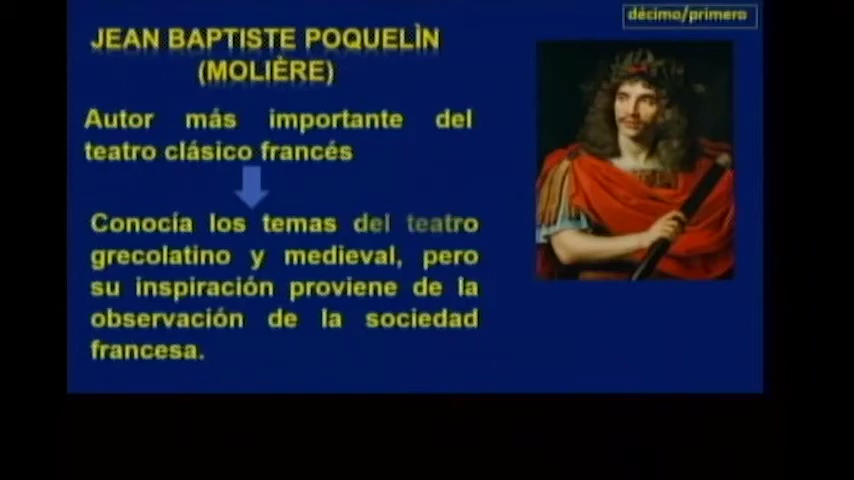 décimo/primero
JEAN BAPTISTE POQUELÌN
(MOLIÈRE)
Autor más importante del
teatro clásico francés
Conocía los temas del teatro
grecolatino y medieval, pero
su inspiración proviene de la
observación de la sociedad
francesa.